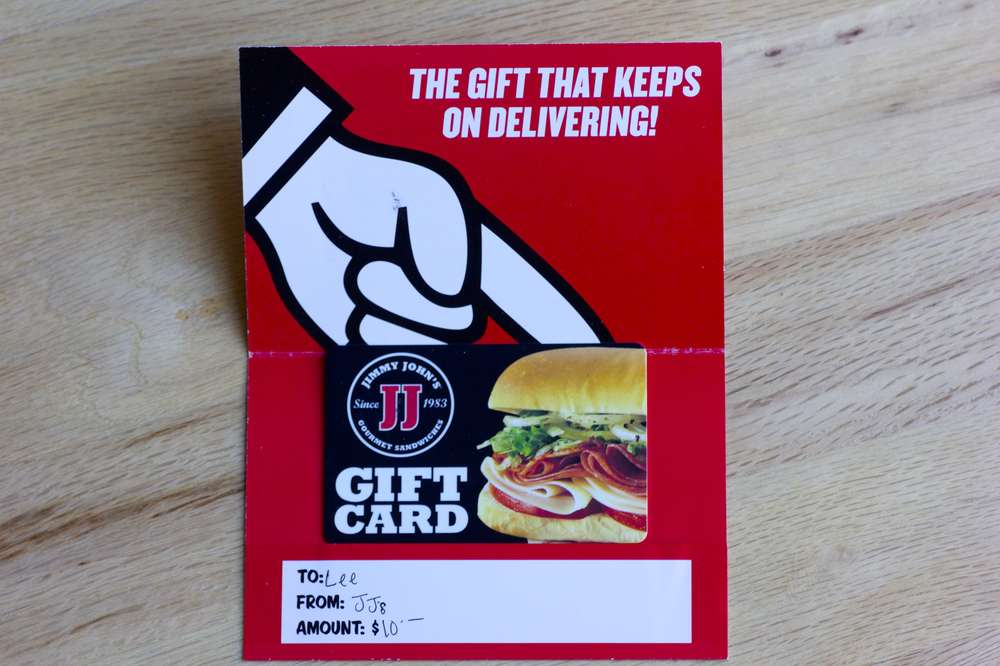 THE GIFT THAT KEEPS
ON DELIVERING!
JIMMY JOHN'S
Since JJ 1983
GOURMET SANDWICHES
GIFT
CARD
TO: Lee
FROM: JJs
AMOUNT: $10.—